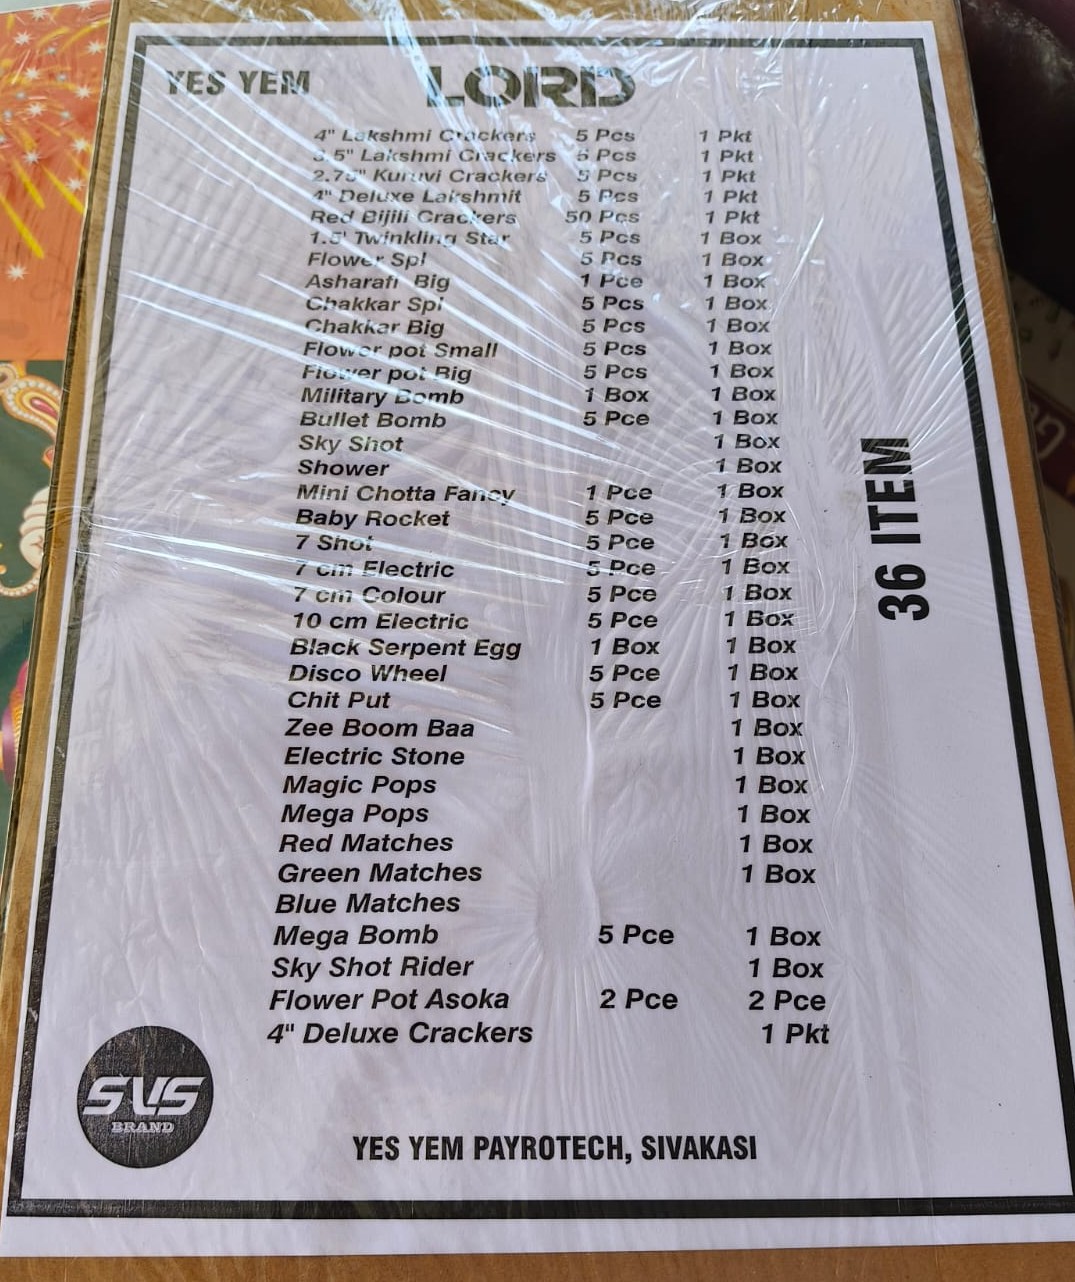 YES YEM LORD
4" Lakshmi Crackers 5 Pcs 1 Pkt
3.5" Lakshmi Crackers 5 Pcs 1 Pkt
2.75" Kuruvi Crackers 5 Pcs 1 Pkt
4" Deluxe Lakshmit 5 Pcs 1 Pkt
Red Bijili Crackers 50 Pcs 1 Pkt
1.5' Twinkling Star 5 Pcs 1 Box
Flower Spl 5 Pcs 1 Box
Asharafi Big 1 Pce 1 Box
Chakkar Spl 5 Pcs 1 Box
Chakkar Big 5 Pcs 1 Box
Flower pot Small 5 Pcs 1 Box
Flower pot Big 5 Pcs 1 Box
Military Bomb 1 Box 1 Box
Bullet Bomb 5 Pce 1 Box
Sky Shot 1 Box
Shower 1 Box
Mini Chotta Fancy 1 Pce 1 Box
Baby Rocket 5 Pce 1 Box
7 Shot 5 Pce 1 Box
7 cm Electric 5 Pce 1 Box
7 cm Colour 5 Pce 1 Box
10 cm Electric 5 Pce 1 Box
Black Serpent Egg 1 Box 1 Box
Disco Wheel 5 Pce 1 Box
Chit Put 5 Pce 1 Box
Zee Boom Baa 1 Box
Electric Stone 1 Box
Magic Pops 1 Box
Mega Pops 1 Box
Red Matches 1 Box
Green Matches 1 Box
Blue Matches
Mega Bomb 5 Pce 1 Box
Sky Shot Rider 1 Box
Flower Pot Asoka 2 Pce 2 Pce
4" Deluxe Crackers 1 Pkt
36 ITEM
SVS
BRAND
YES YEM PAYROTECH, SIVAKASI